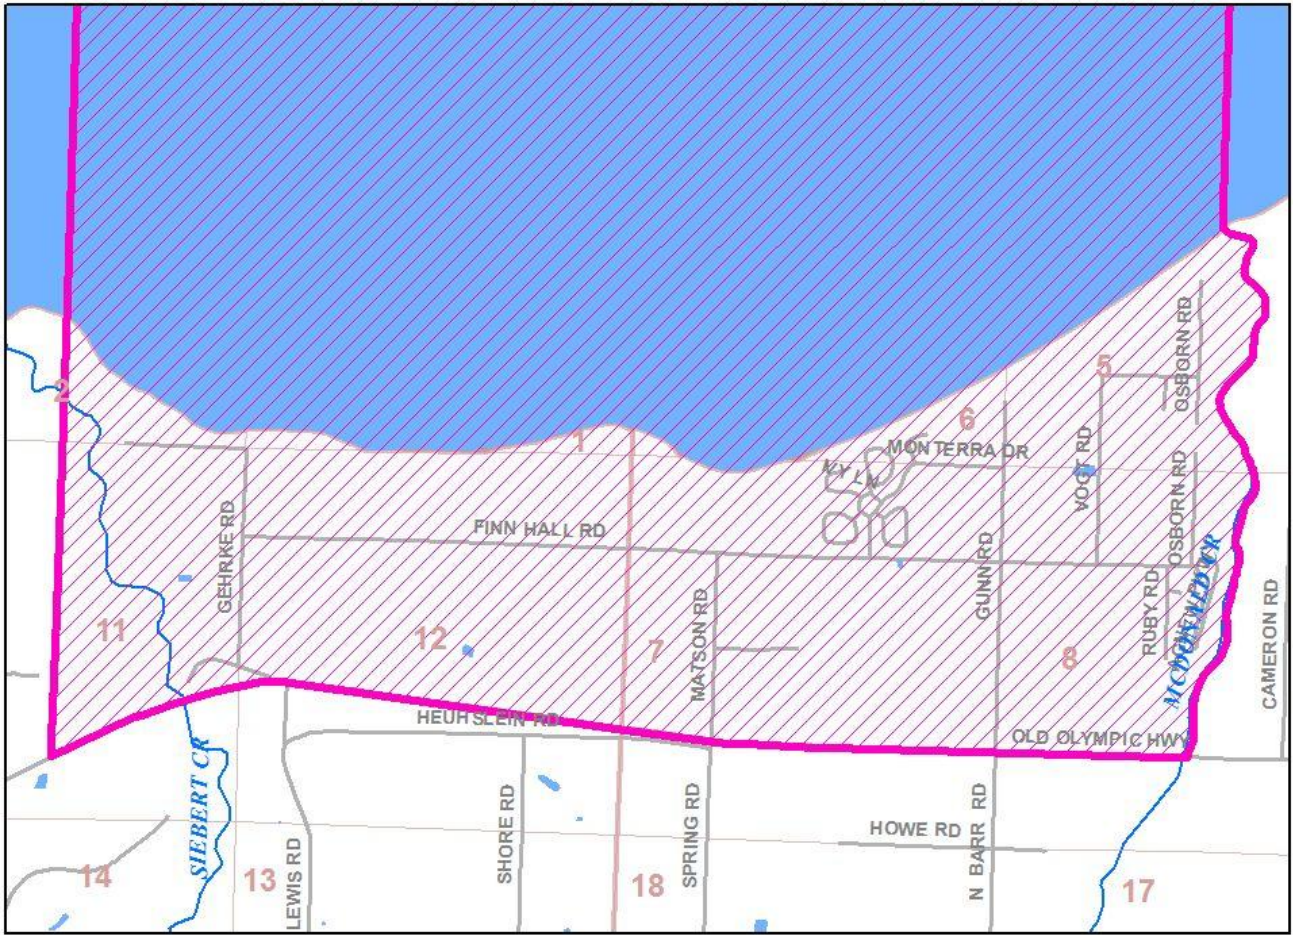 OSBORN RD
5
2
6
1
MONTERRA DR
VOGT RD
OSBORN RD
FINN HALL RD
GEHRKE RD
GUNN RD
MCDONALD CR
RUBY RD
CAMERON RD
11
12
7
MATSON RD
8
HEUHSLEIN RD
OLD OLYMPIC HWY
SIEBERT CR
SHORE RD
SPRING RD
N BARR RD
HOWE RD
14
13
LEWIS RD
18
17